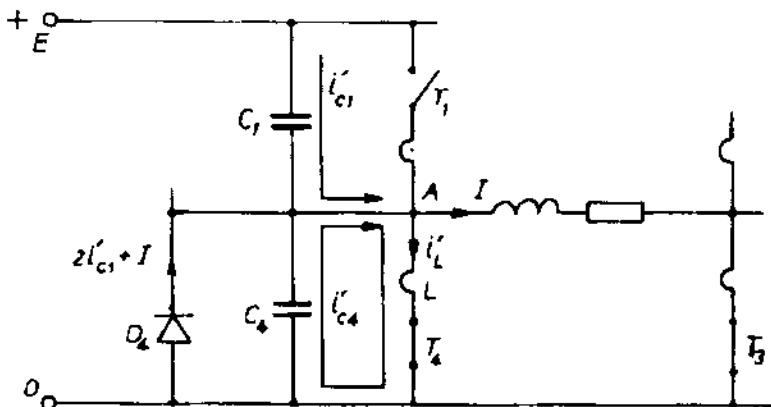 +
E
C₁
i'c1
T₁
A
I
2i'c1 + I
i'L
L
C₄
i'c4
D₄
T₄
T₃
0